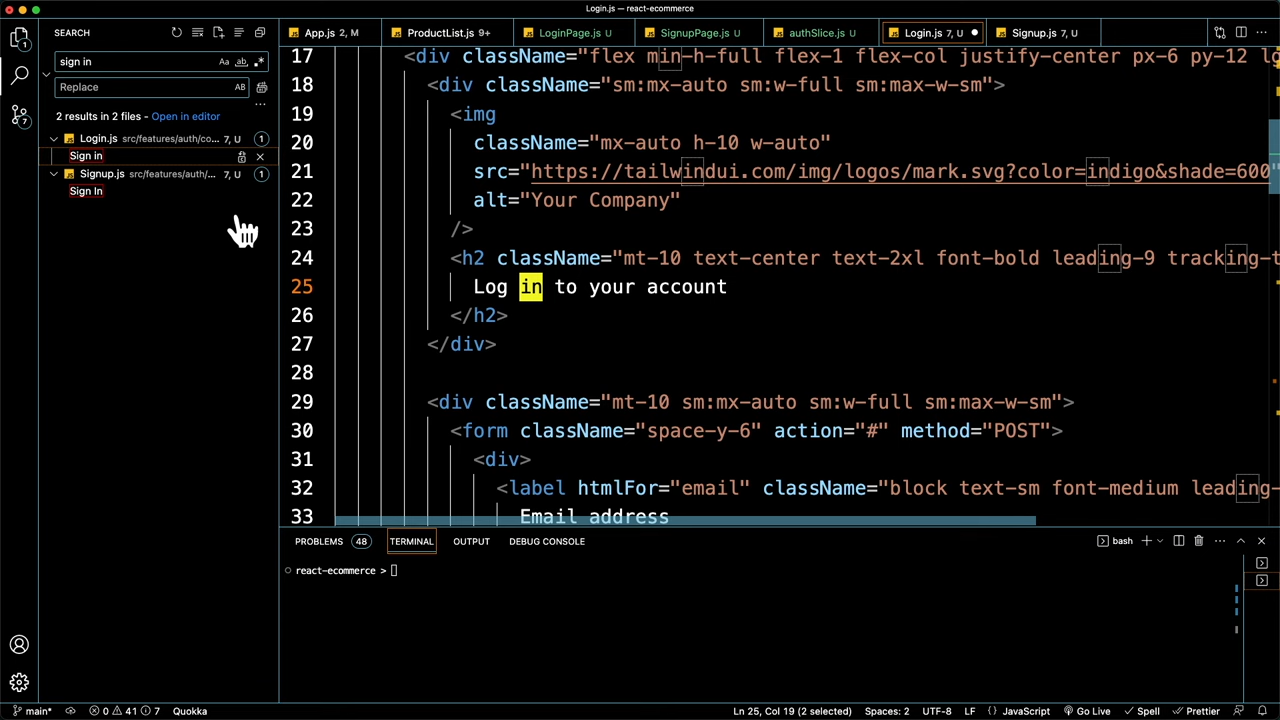 Login.js — react-ecommerce
SEARCH
App.js 2, M
ProductList.js 9+
LoginPage.js U
SignupPage.js U
authSlice.js U
Login.js 7, U
Signup.js 7, U
1
7
sign in
Aa
ab
Replace
AB
2 results in 2 files - Open in editor
Login.js src/features/auth/co... 7, U 1
Sign in
Signup.js src/features/auth/... 7, U 1
Sign In
17 <div className="flex min-h-full flex-1 flex-col justify-center px-6 py-12 lg
18 <div className="sm:mx-auto sm:w-full sm:max-w-sm">
19 <img
20 className="mx-auto h-10 w-auto"
21 src="https://tailwindui.com/img/logos/mark.svg?color=indigo&shade=600"
22 alt="Your Company"
23 />
24 <h2 className="mt-10 text-center text-2xl font-bold leading-9 tracking-t
25 Log in to your account
26 </h2>
27 </div>
28
29 <div className="mt-10 sm:mx-auto sm:w-full sm:max-w-sm">
30 <form className="space-y-6" action="#" method="POST">
31 <div>
32 <label htmlFor="email" className="block text-sm font-medium leading-
33 Email address
PROBLEMS 48 TERMINAL OUTPUT DEBUG CONSOLE
bash
react-ecommerce >
main* 0 41 7 Quokka
Ln 25, Col 19 (2 selected) Spaces: 2 UTF-8 LF {} JavaScript Go Live Spell Prettier